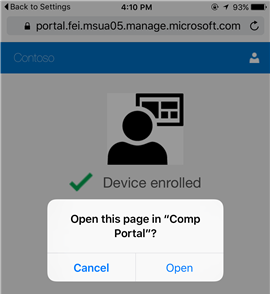 Back to Settings 4:10 PM 93%
portal.fei.msua05.manage.microsoft.com
Contoso
Device enrolled
Open this page in “Comp
Portal”?
Cancel Open